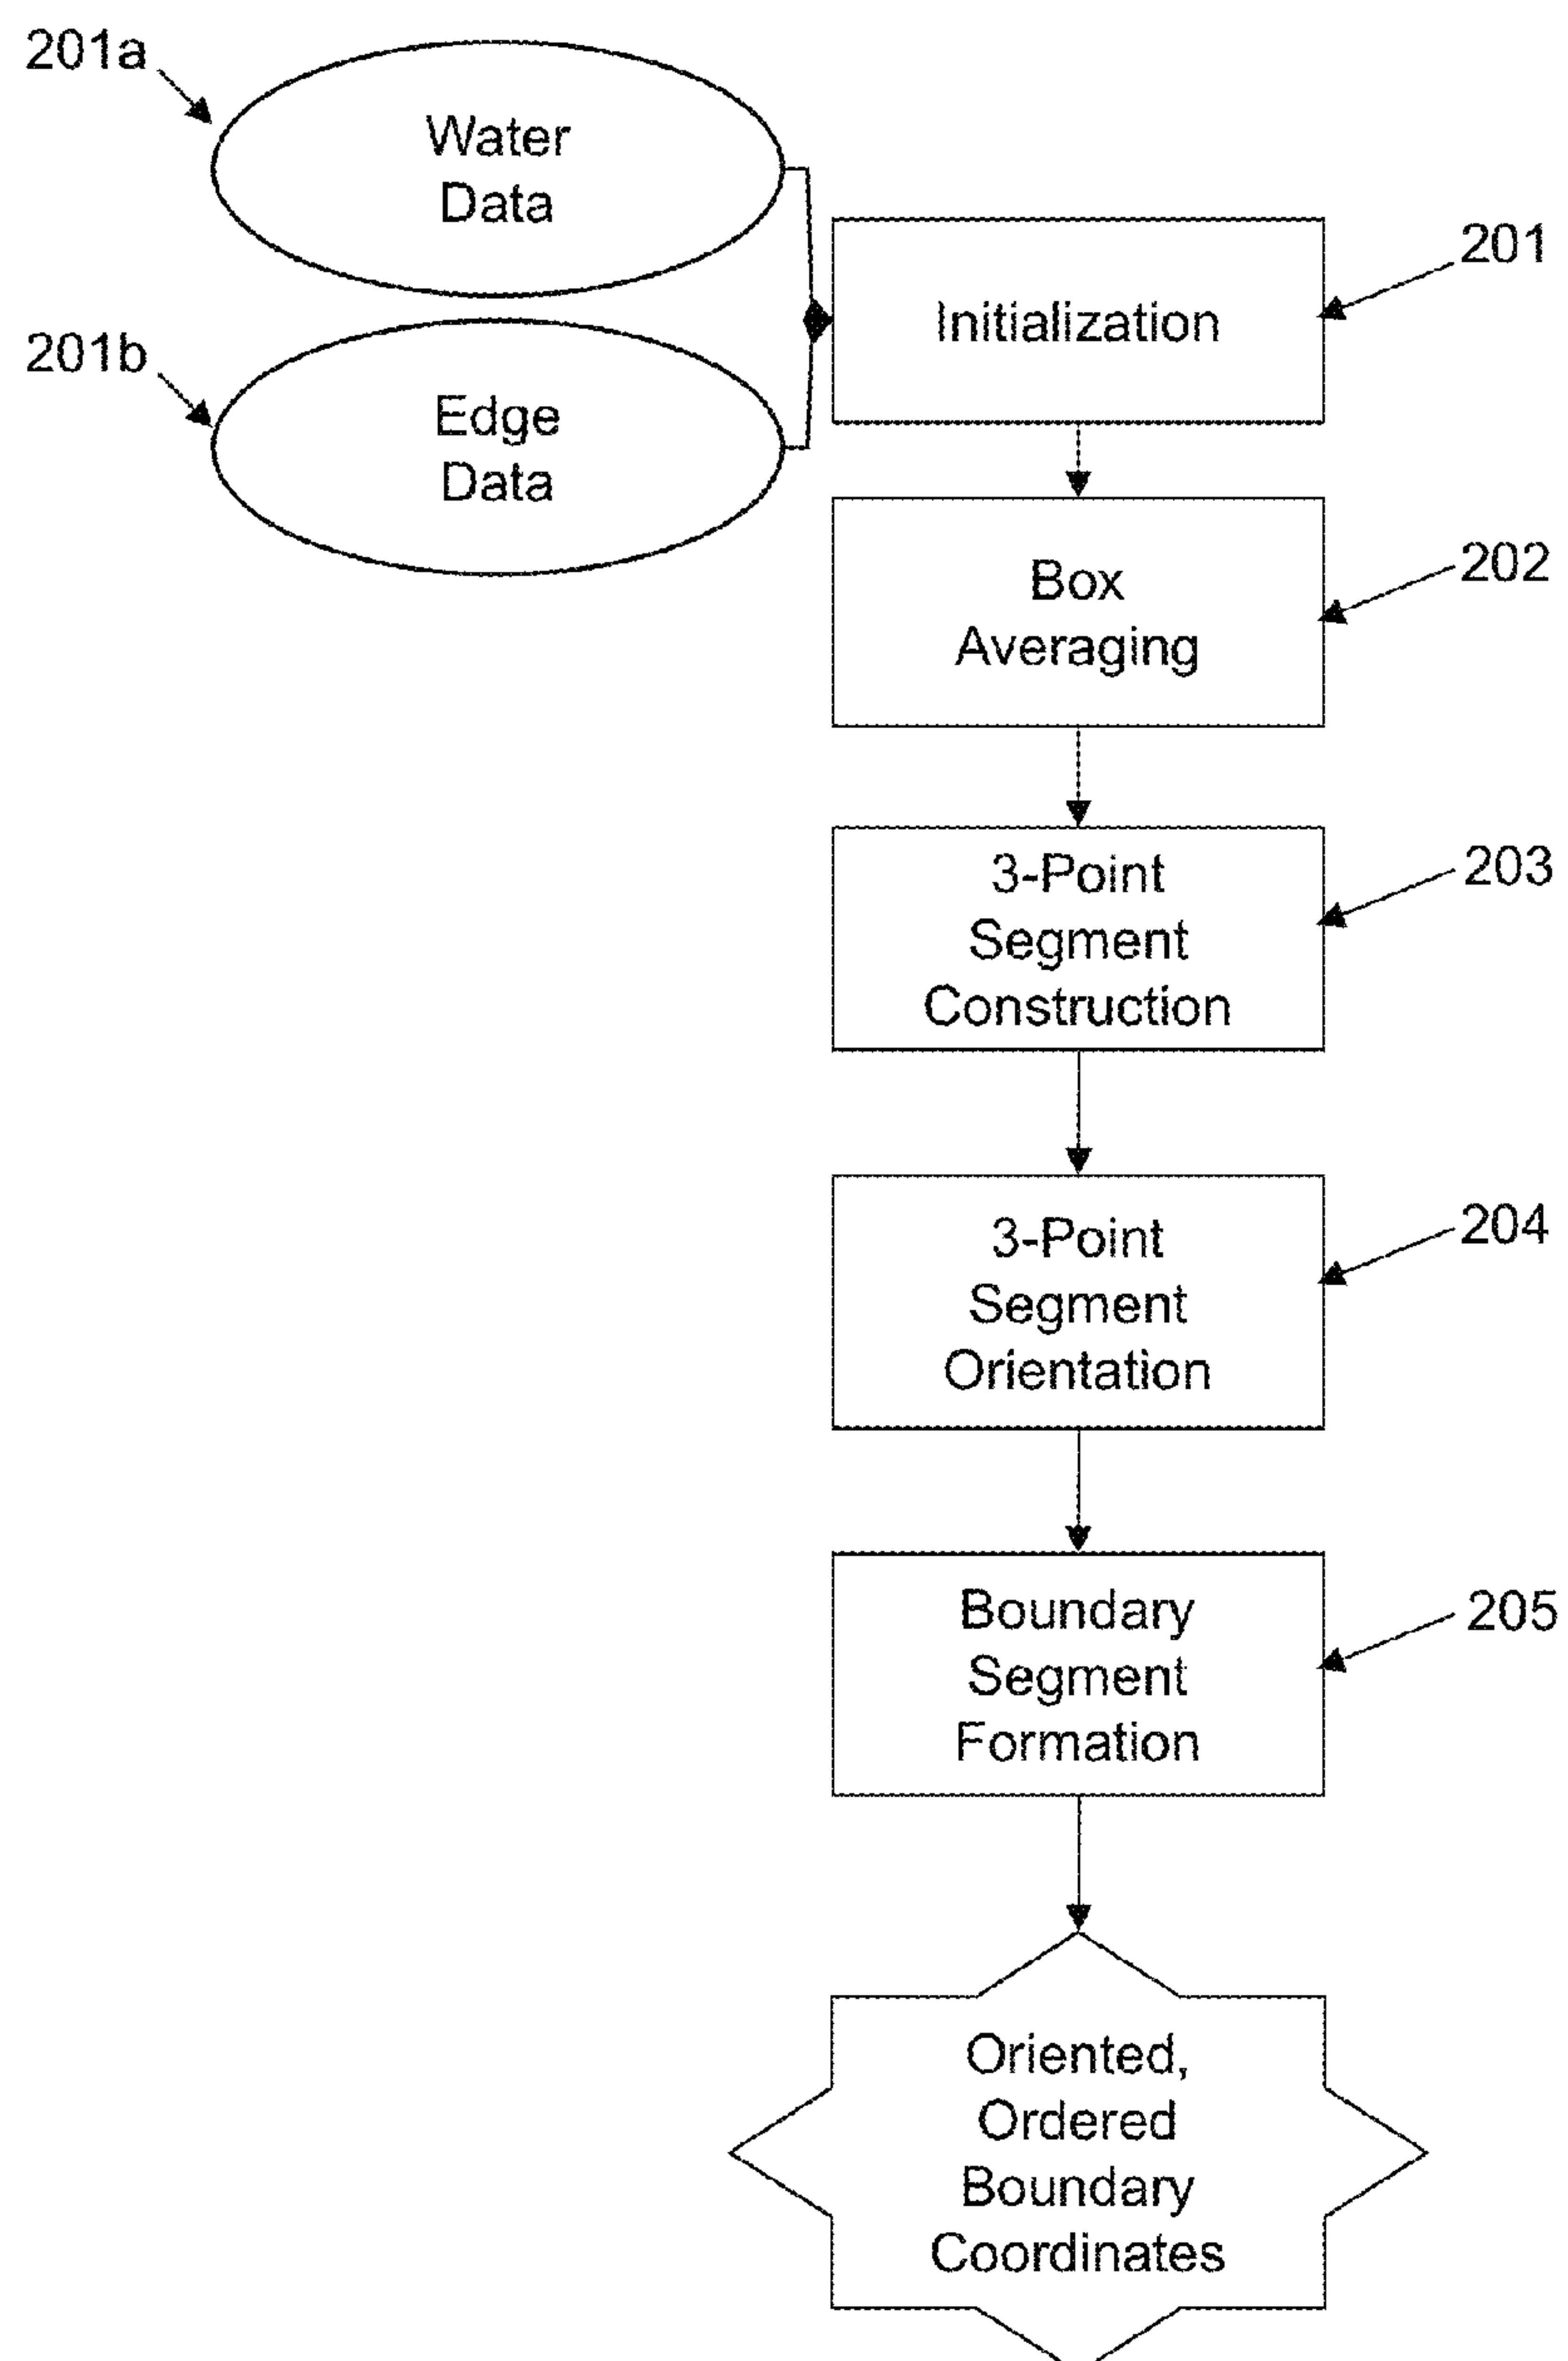 201a
Water
Data
201
Initialization
201b
Edge
Data
202
Box
Averaging
203
3-Point
Segment
Construction
204
3-Point
Segment
Orientation
205
Boundary
Segment
Formation
Oriented,
Ordered
Boundary
Coordinates